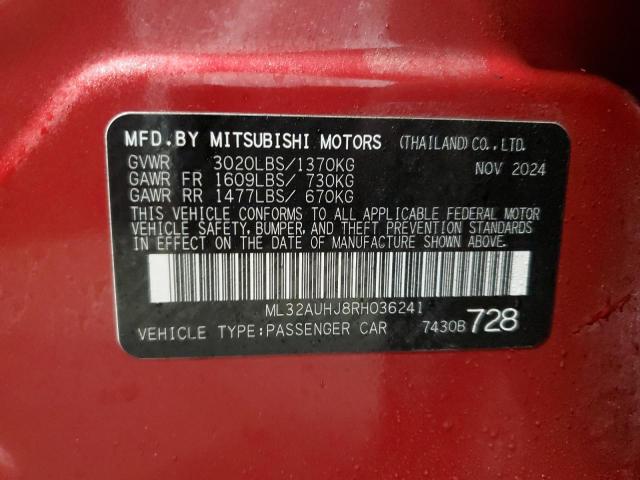 MFD.BY MITSUBISHI MOTORS (THAILAND) CO.,LTD.
GVWR 3020LBS/1370KG NOV 2024
GAWR FR 1609LBS/ 730KG
GAWR RR 1477LBS/ 670KG
THIS VEHICLE CONFORMS TO ALL APPLICABLE FEDERAL MOTOR
VEHICLE SAFETY, BUMPER, AND THEFT PREVENTION STANDARDS
IN EFFECT ON THE DATE OF MANUFACTURE SHOWN ABOVE.
ML32AUHJ8RH036241
VEHICLE TYPE:PASSENGER CAR 7430B 728